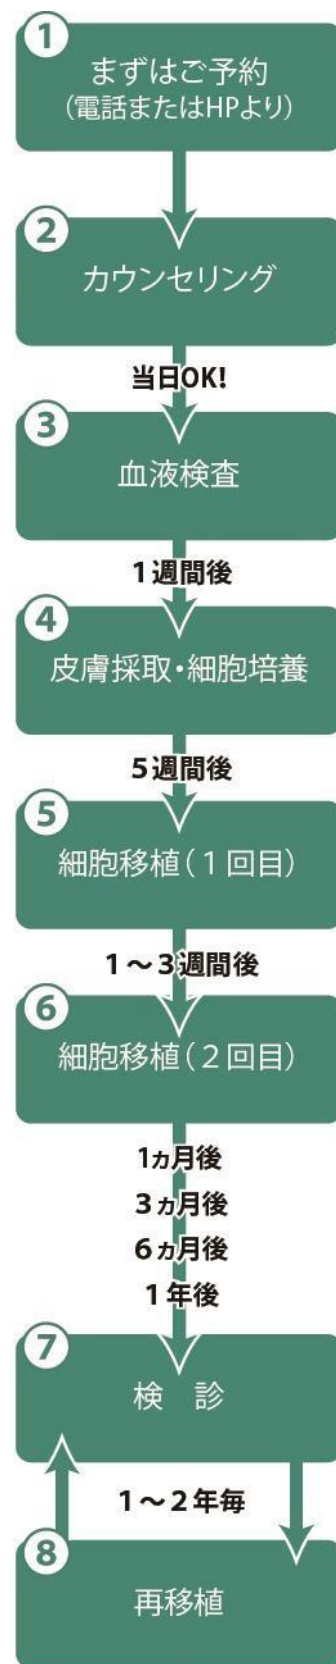 1
まずはご予約
(電話またはHPより)
2
カウンセリング
当日OK!
3
血液検査
1週間後
4
皮膚採取・細胞培養
5週間後
5
細胞移植(1回目)
1〜3週間後
6
細胞移植(2回目)
1ヵ月後
3ヵ月後
6ヵ月後
1年後
7
検　診
1〜2年毎
8
再移植